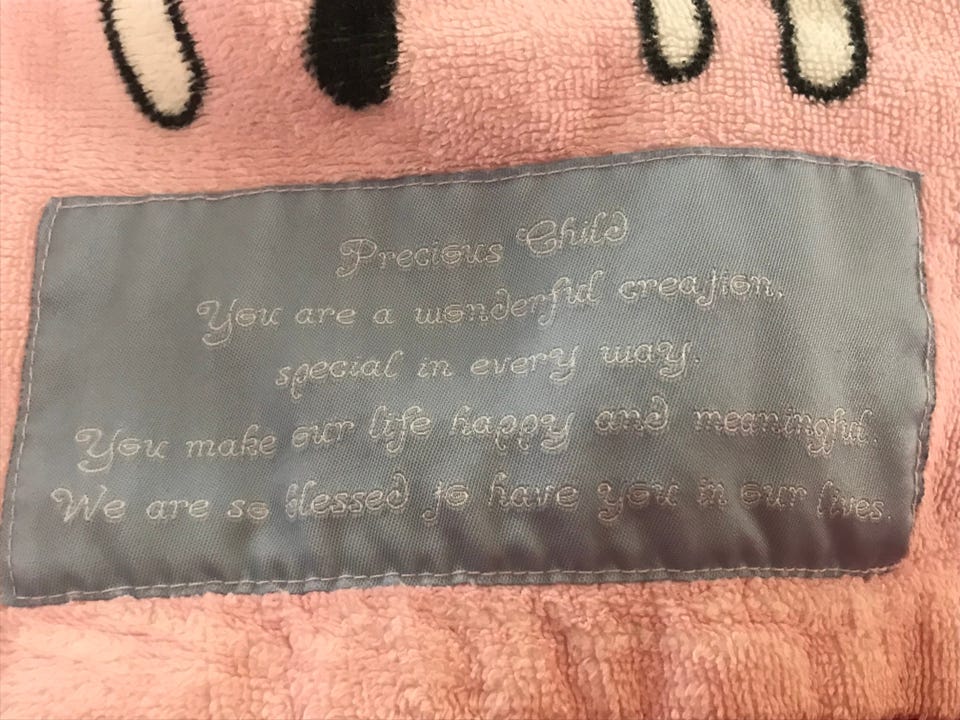 Precious Child
You are a wonderful creation,
special in every way.
You make our life happy and meaningful.
We are so blessed to have you in our lives.